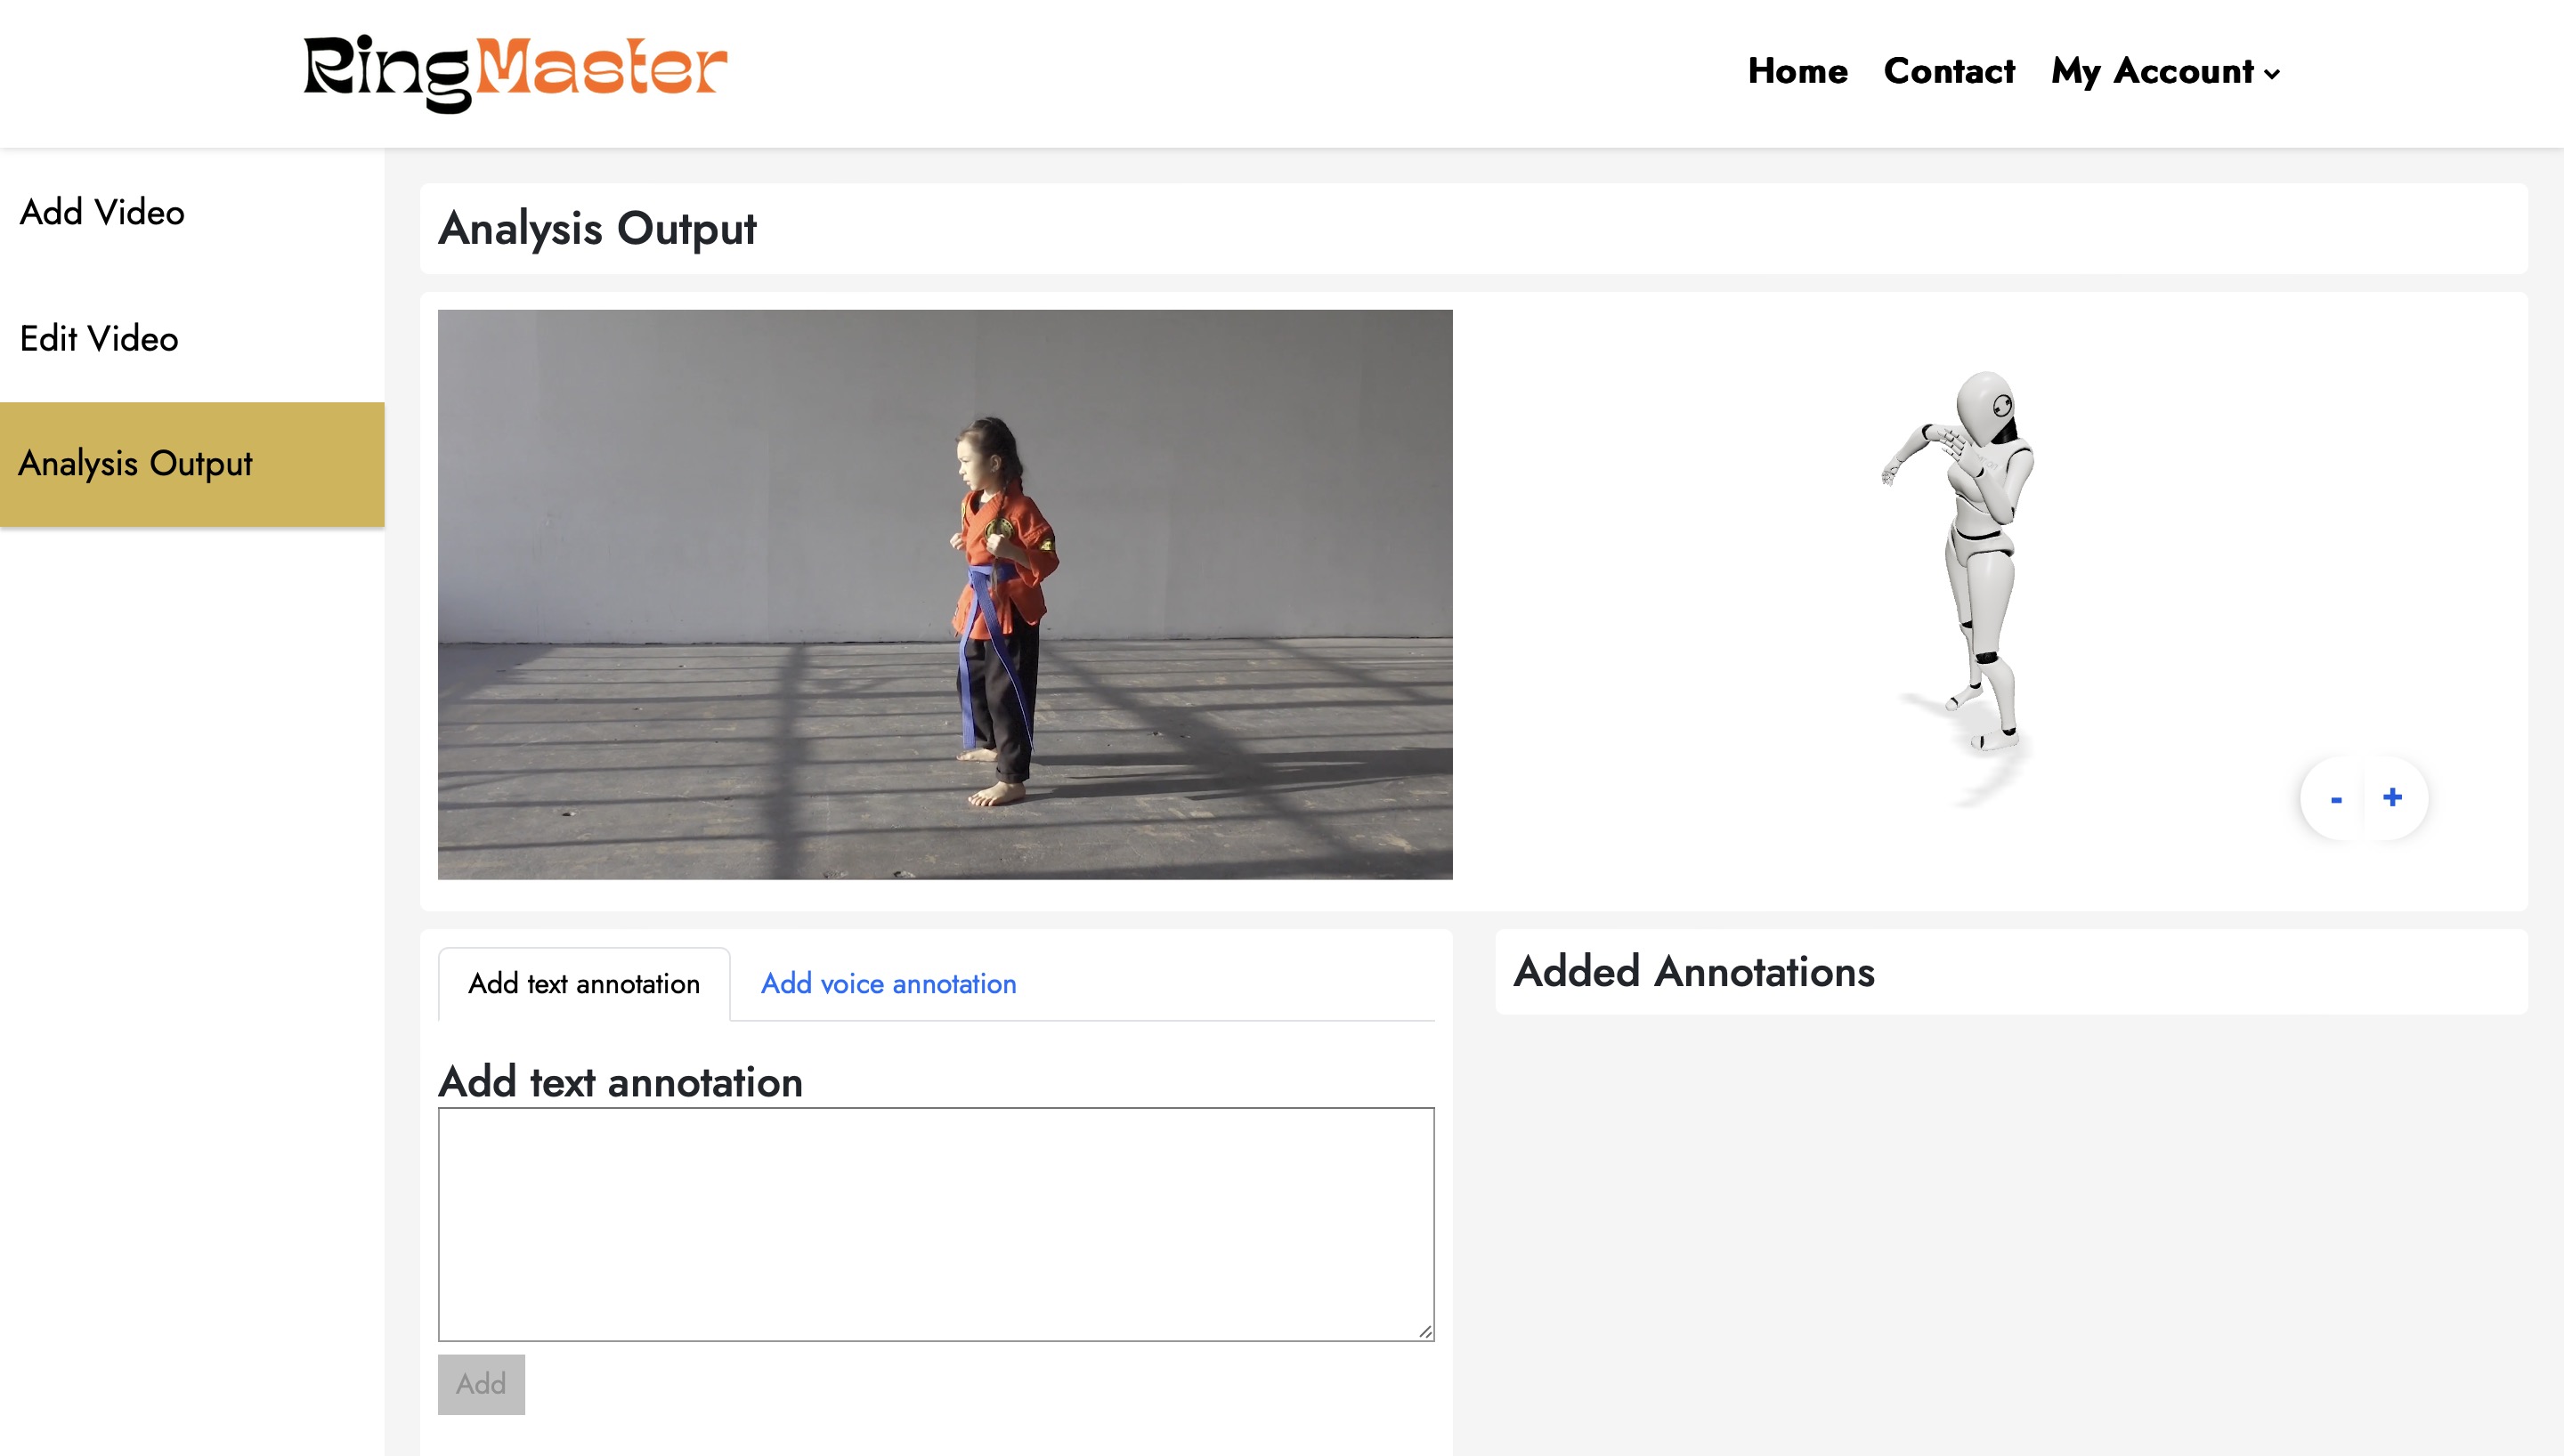 RingMaster
Home Contact My Account
Add Video
Edit Video
Analysis Output
Analysis Output
-
+
Add text annotation
Add voice annotation
Added Annotations
Add text annotation
Add